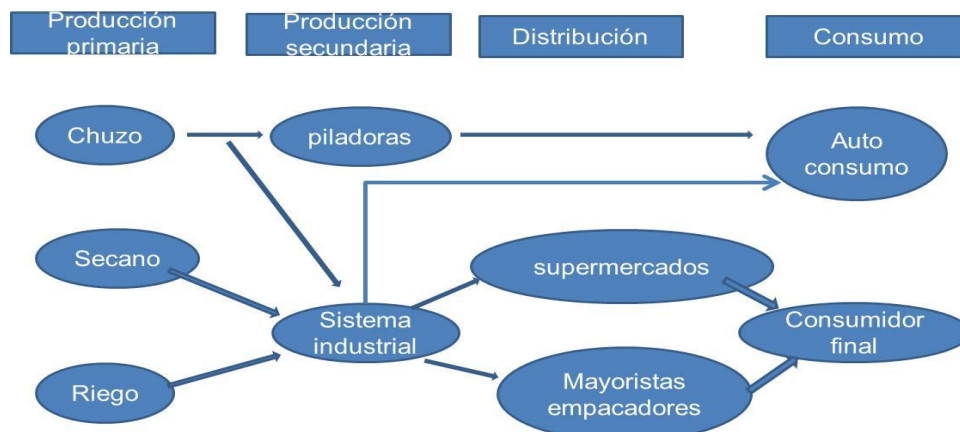 Producción
primaria
Producción
secundaria
Distribución
Consumo
Chuzo
piladoras
Auto
consumo
Secano
supermercados
Sistema
industrial
Consumidor
final
Riego
Mayoristas
empacadores